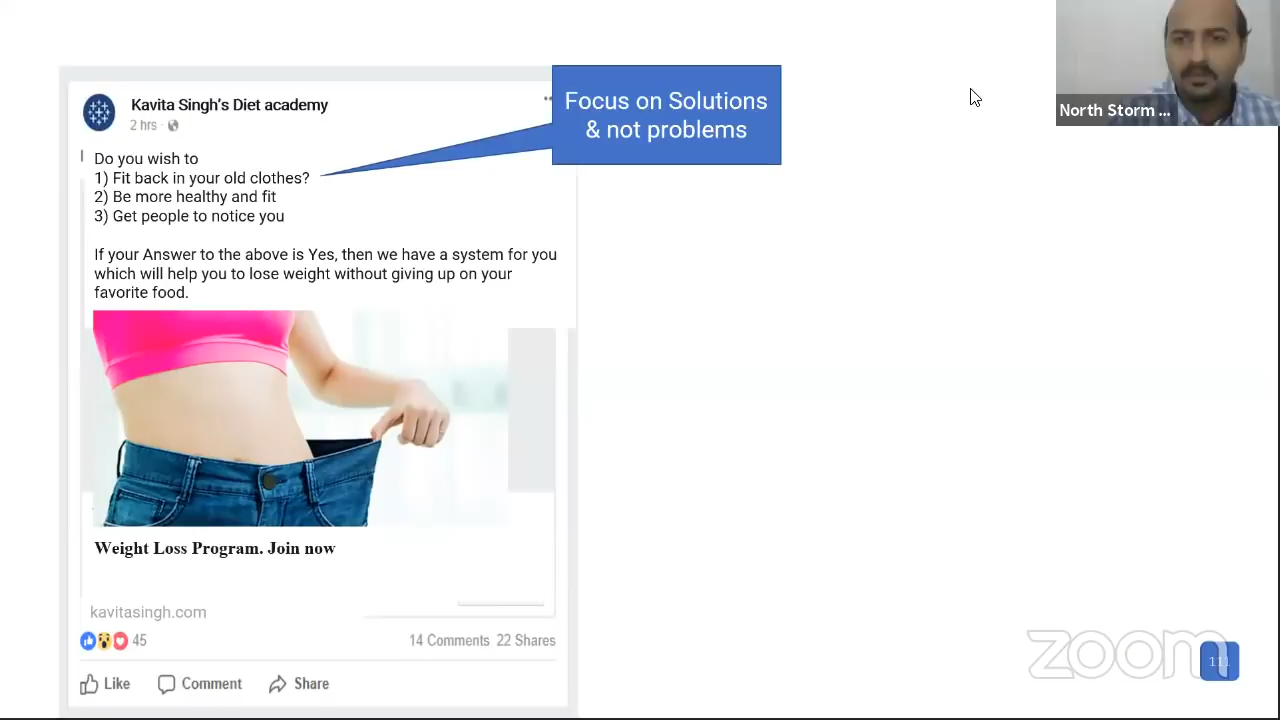 Kavita Singh's Diet academy
2 hrs
Focus on Solutions
& not problems
North Storm ...
Do you wish to
1) Fit back in your old clothes?
2) Be more healthy and fit
3) Get people to notice you
If your Answer to the above is Yes, then we have a system for you
which will help you to lose weight without giving up on your
favorite food.
Weight Loss Program. Join now
kavitasingh.com
45
14 Comments 22 Shares
Like Comment Share
zoom